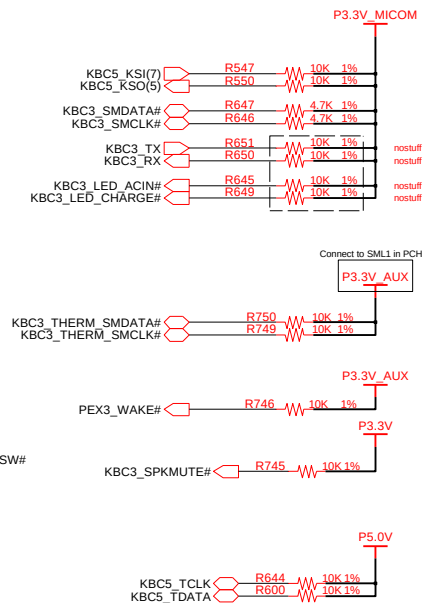 P3.3V_MICOM
KBC5_KSI(7) R547 10K 1%
KBC5_KSO(5) R550 10K 1%
KBC3_SMDATA# R647 4.7K 1%
KBC3_SMCLK# R646 4.7K 1%
KBC3_TX R651 10K 1% nostuff
KBC3_RX R650 10K 1% nostuff
KBC3_LED_ACIN# R645 10K 1% nostuff
KBC3_LED_CHARGE# R649 10K 1% nostuff
Connect to SML1 in PCH
P3.3V_AUX
KBC3_THERM_SMDATA# R750 10K 1%
KBC3_THERM_SMCLK# R749 10K 1%
P3.3V_AUX
PEX3_WAKE# R746 10K 1%
P3.3V
SW#
KBC3_SPKMUTE# R745 10K 1%
P5.0V
KBC5_TCLK R644 10K 1%
KBC5_TDATA R600 10K 1%